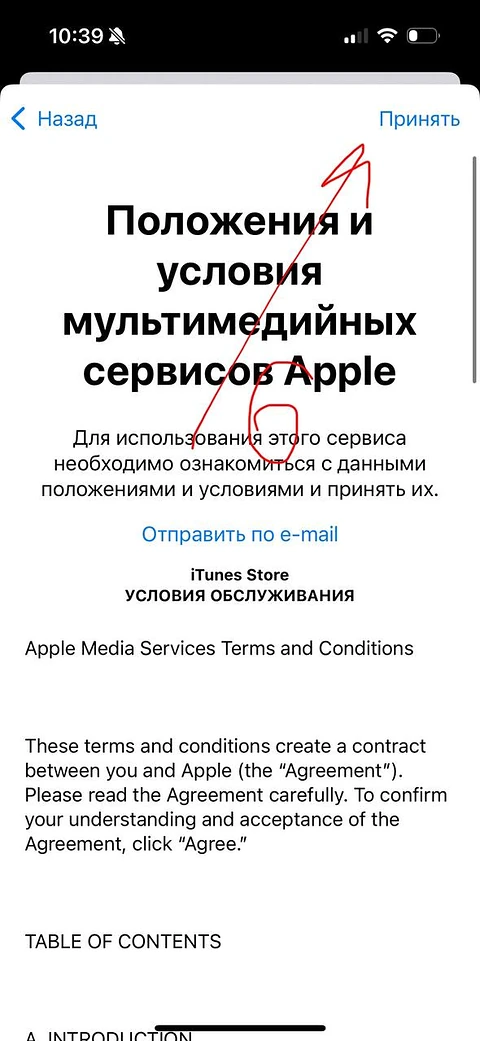 10:39
Назад
Принять
Положения и
условия
мультимедийных
сервисов Apple
6
Для использования этого сервиса
необходимо ознакомиться с данными
положениями и условиями и принять их.
Отправить по e-mail
iTunes Store
УСЛОВИЯ ОБСЛУЖИВАНИЯ
Apple Media Services Terms and Conditions
These terms and conditions create a contract
between you and Apple (the “Agreement”).
Please read the Agreement carefully. To confirm
your understanding and acceptance of the
Agreement, click “Agree.”
TABLE OF CONTENTS
A. INTRODUCTION